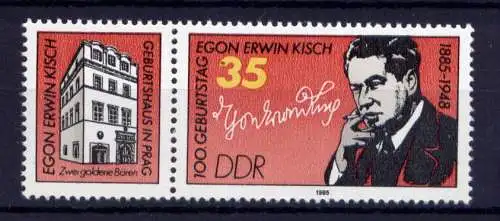 EGON ERWIN KISCH
GEBURTSHAUS IN PRAG
Zwei goldene Bären
100. GEBURTSTAG
EGON ERWIN KISCH
35
EgonErwinKisch
DDR
1885–1948
1985